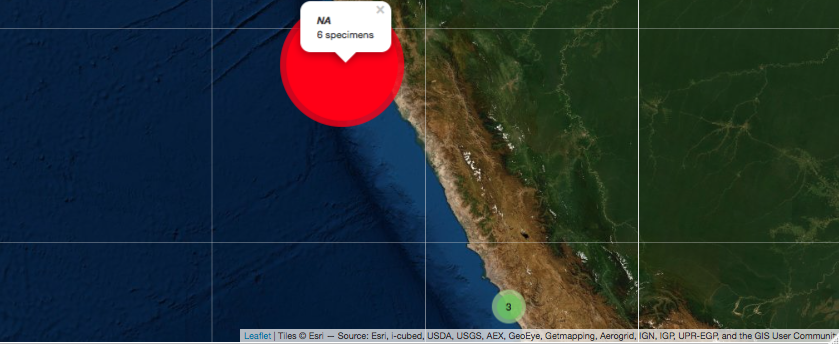 ×
NA
6 specimens
3
Leaflet | Tiles © Esri — Source: Esri, i-cubed, USDA, USGS, AEX, GeoEye, Getmapping, Aerogrid, IGN, IGP, UPR-EGP, and the GIS User Communit